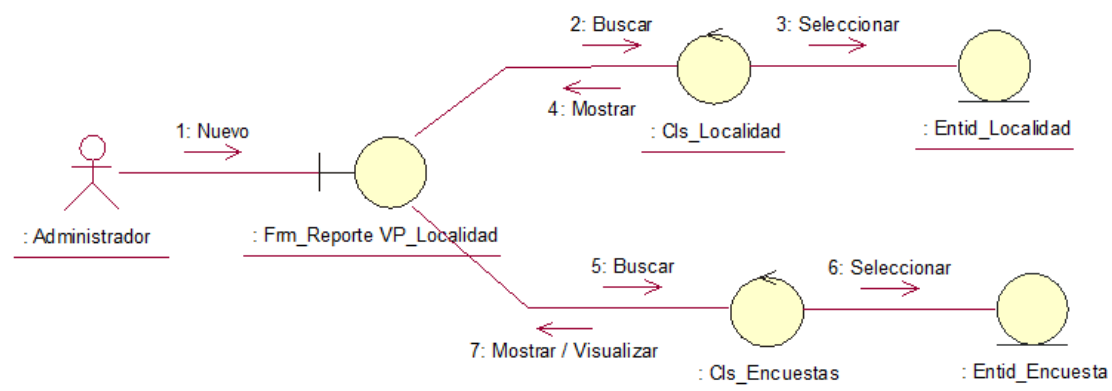 2: Buscar
3: Seleccionar
4: Mostrar
: Cls_Localidad
: Entid_Localidad
1: Nuevo
: Administrador
: Frm_Reporte VP_Localidad
5: Buscar
6: Seleccionar
7: Mostrar / Visualizar
: Cls_Encuestas
: Entid_Encuesta